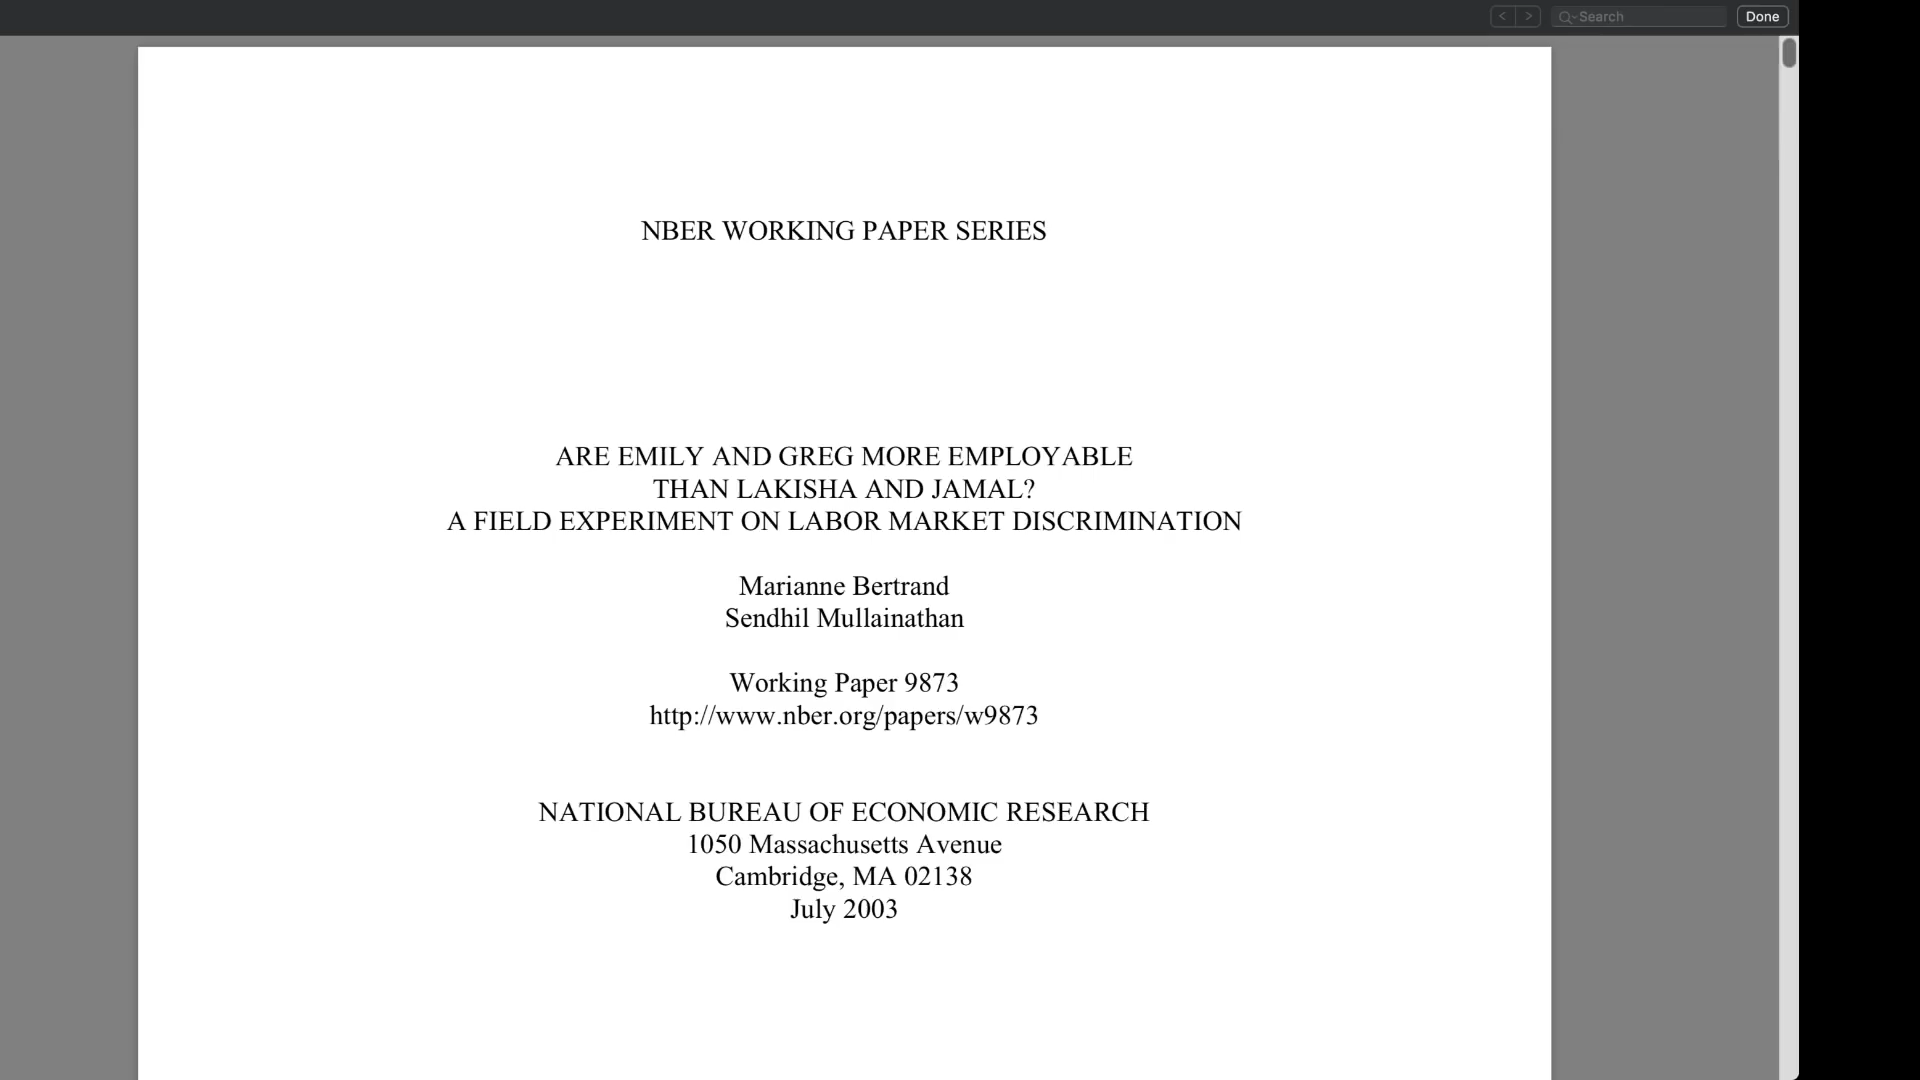 < > Search Done
NBER WORKING PAPER SERIES
ARE EMILY AND GREG MORE EMPLOYABLE
THAN LAKISHA AND JAMAL?
A FIELD EXPERIMENT ON LABOR MARKET DISCRIMINATION
Marianne Bertrand
Sendhil Mullainathan
Working Paper 9873
http://www.nber.org/papers/w9873
NATIONAL BUREAU OF ECONOMIC RESEARCH
1050 Massachusetts Avenue
Cambridge, MA 02138
July 2003